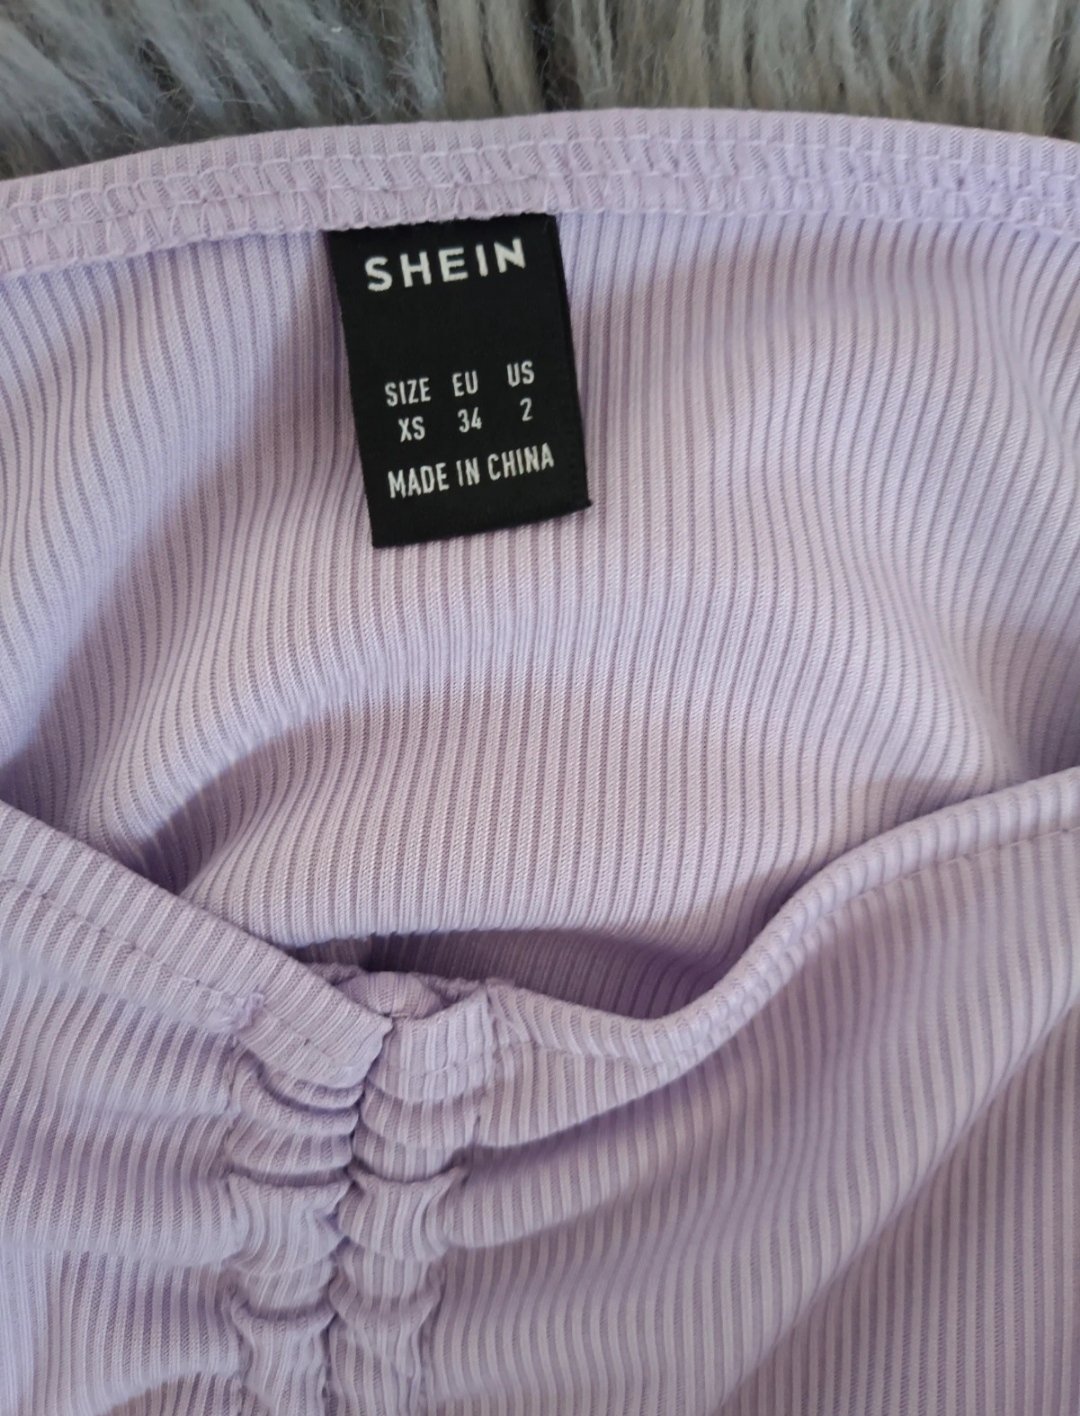 SHEIN
SIZE EU US
XS 34 2
MADE IN CHINA